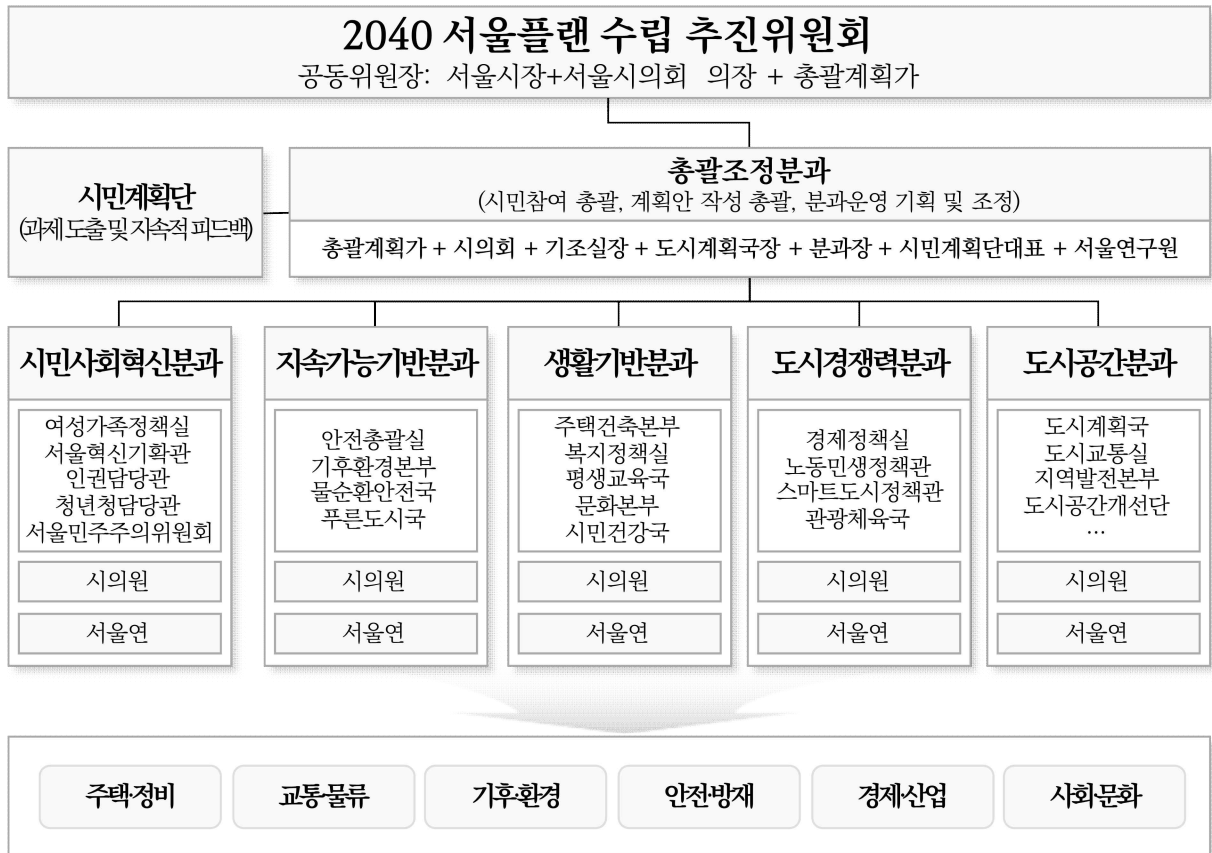 2040 서울플랜 수립 추진위원회
공동위원장: 서울시장+서울시의회 의장 + 총괄계획가
시민계획단
(과제 도출 및 지속적 피드백)
총괄조정분과
(시민참여 총괄, 계획안 작성 총괄, 분과운영 기획 및 조정)
총괄계획가 + 시의회 + 기조실장 + 도시계획국장 + 분과장 + 시민계획단대표 + 서울연구원
시민사회혁신분과
여성가족정책실
서울혁신기획관
인권담당관
청년청담당관
서울민주주의위원회
시의원
서울연
지속가능기반분과
안전총괄실
기후환경본부
물순환안전국
푸른도시국
시의원
서울연
생활기반분과
주택건축본부
복지정책실
평생교육국
문화본부
시민건강국
시의원
서울연
도시경쟁력분과
경제정책실
노동민생정책관
스마트도시정책관
관광체육국
시의원
서울연
도시공간분과
도시계획국
도시교통실
지역발전본부
도시공간개선단
…
시의원
서울연
주택·정비
교통·물류
기후·환경
안전·방재
경제·산업
사회·문화